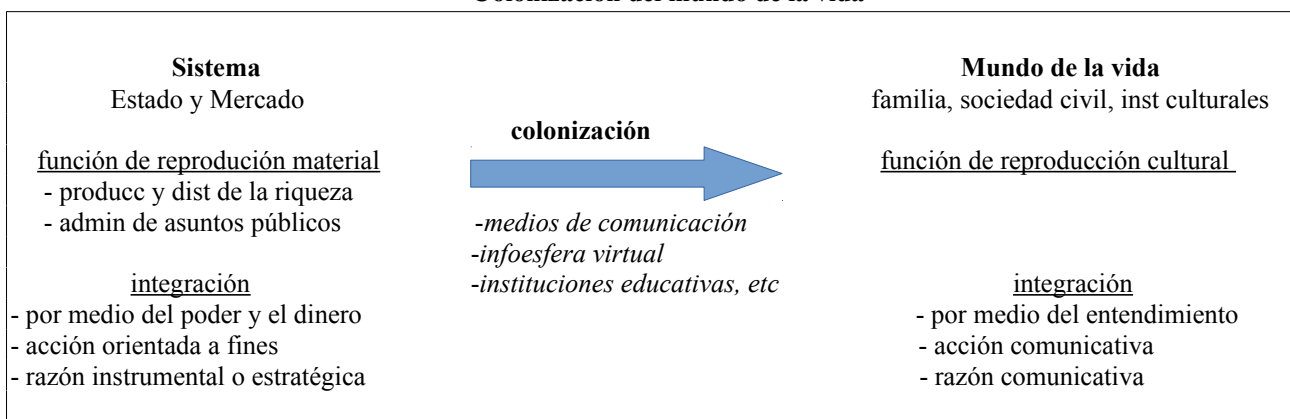 Colonización del mundo de la vida
Sistema
Estado y Mercado
función de reprodución material
- producc y dist de la riqueza
- admin de asuntos públicos
integración
- por medio del poder y el dinero
- acción orientada a fines
- razón instrumental o estratégica
colonización
-medios de comunicación
-infoesfera virtual
-instituciones educativas, etc
Mundo de la vida
familia, sociedad civil, inst culturales
función de reproducción cultural
integración
- por medio del entendimiento
- acción comunicativa
- razón comunicativa